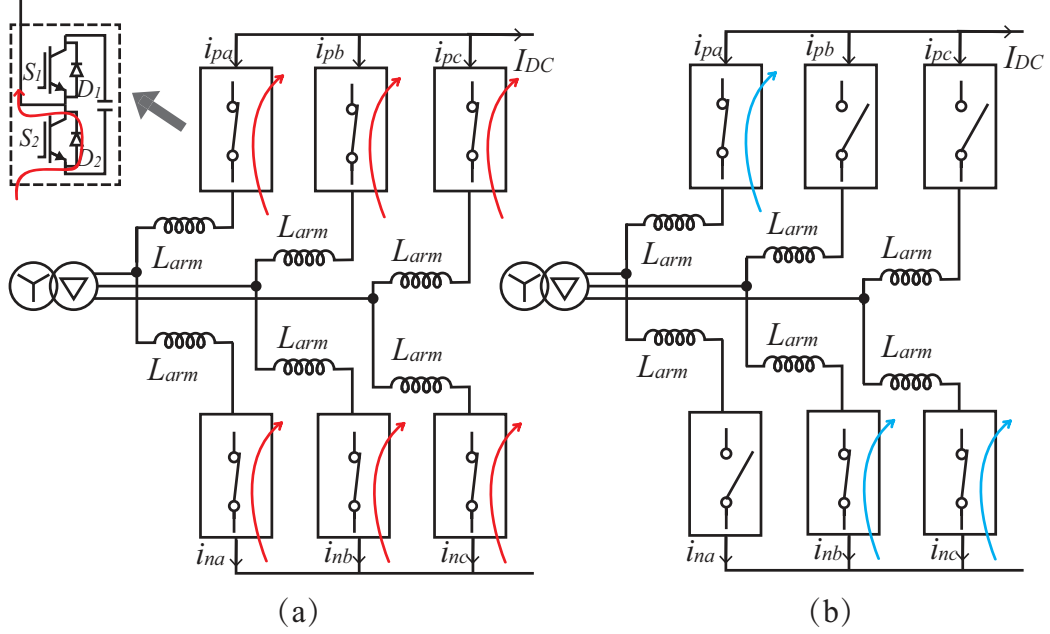 S1
D1
S2
D2
ipa
ipb
ipc
IDC
Larm
Larm
Larm
Larm
Larm
Larm
ina
inb
inc
(a)
ipa
ipb
ipc
IDC
Larm
Larm
Larm
Larm
Larm
Larm
ina
inb
inc
(b)